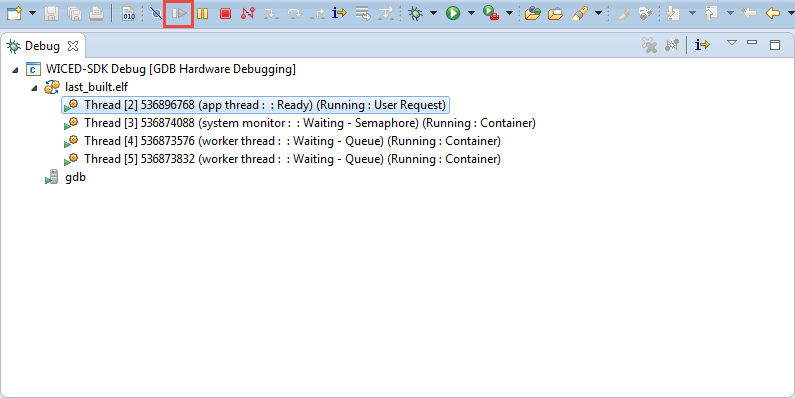 010
Debug
WICED-SDK Debug [GDB Hardware Debugging]
last_built.elf
Thread [2] 536896768 (app thread : : Ready) (Running : User Request)
Thread [3] 536874088 (system monitor : : Waiting - Semaphore) (Running : Container)
Thread [4] 536873576 (worker thread : : Waiting - Queue) (Running : Container)
Thread [5] 536873832 (worker thread : : Waiting - Queue) (Running : Container)
gdb